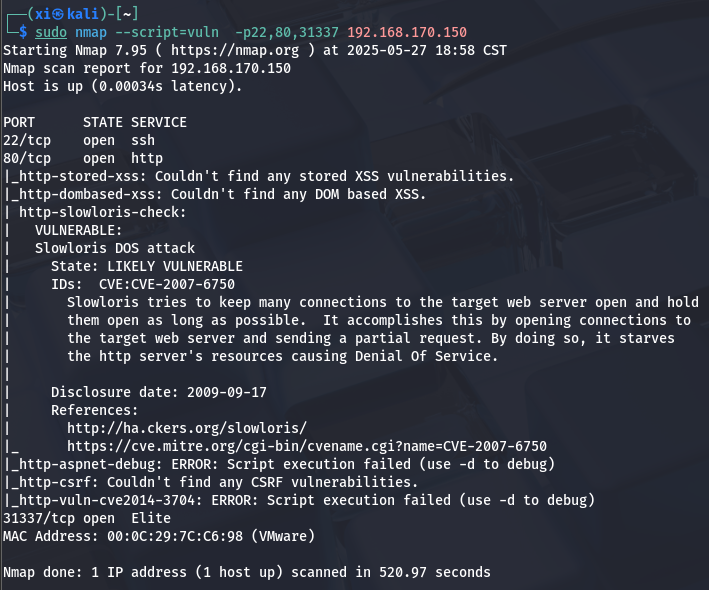 ┌──(xi㉿kali)-[~]
└─$ sudo nmap --script=vuln  -p22,80,31337 192.168.170.150
Starting Nmap 7.95 ( https://nmap.org ) at 2025-05-27 18:58 CST
Nmap scan report for 192.168.170.150
Host is up (0.00034s latency).

PORT      STATE SERVICE
22/tcp    open  ssh
80/tcp    open  http
|_http-stored-xss: Couldn't find any stored XSS vulnerabilities.
|_http-dombased-xss: Couldn't find any DOM based XSS.
| http-slowloris-check:
|   VULNERABLE:
|   Slowloris DOS attack
|     State: LIKELY VULNERABLE
|     IDs:  CVE:CVE-2007-6750
|       Slowloris tries to keep many connections to the target web server open and hold
|       them open as long as possible.  It accomplishes this by opening connections to
|       the target web server and sending a partial request. By doing so, it starves
|       the http server's resources causing Denial Of Service.
|
|     Disclosure date: 2009-09-17
|     References:
|       http://ha.ckers.org/slowloris/
|_      https://cve.mitre.org/cgi-bin/cvename.cgi?name=CVE-2007-6750
|_http-aspnet-debug: ERROR: Script execution failed (use -d to debug)
|_http-csrf: Couldn't find any CSRF vulnerabilities.
|_http-vuln-cve2014-3704: ERROR: Script execution failed (use -d to debug)
31337/tcp open  Elite
MAC Address: 00:0C:29:7C:C6:98 (VMware)

Nmap done: 1 IP address (1 host up) scanned in 520.97 seconds